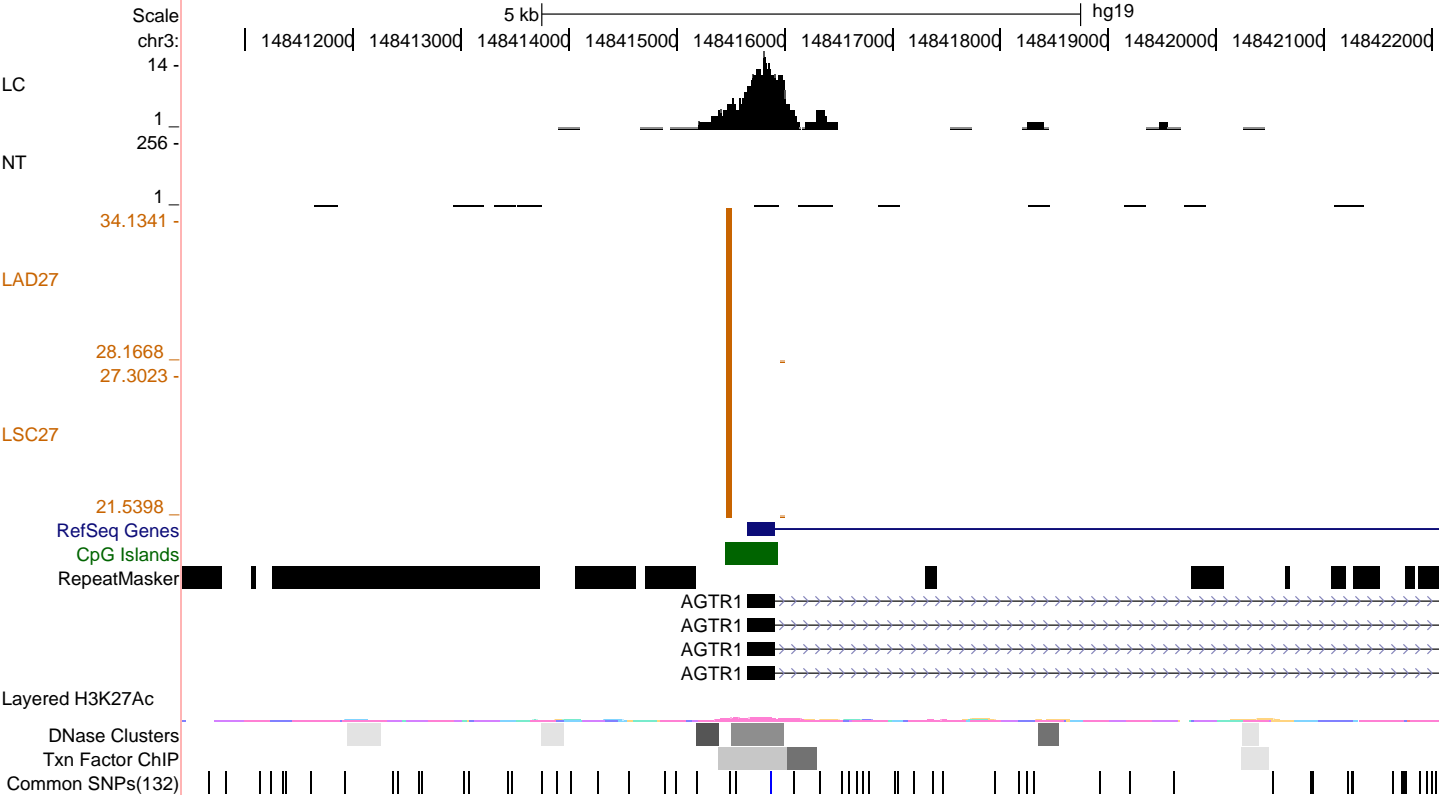 Scale 5 kb hg19
chr3: 148412000 148413000 148414000 148415000 148416000 148417000 148418000 148419000 148420000 148421000 148422000
14 -
LC
1 _
256 -
NT
1 _
34.1341 -
LAD27
28.1668 _
27.3023 -
LSC27
21.5398 _
RefSeq Genes
CpG Islands
RepeatMasker
AGTR1
AGTR1
AGTR1
AGTR1
Layered H3K27Ac
DNase Clusters
Txn Factor ChIP
Common SNPs(132)